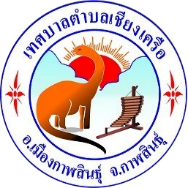 เทศบาลตำบลเชียงเครือ
อ.เมืองกาฬสินธุ์ จ.กาฬสินธุ์